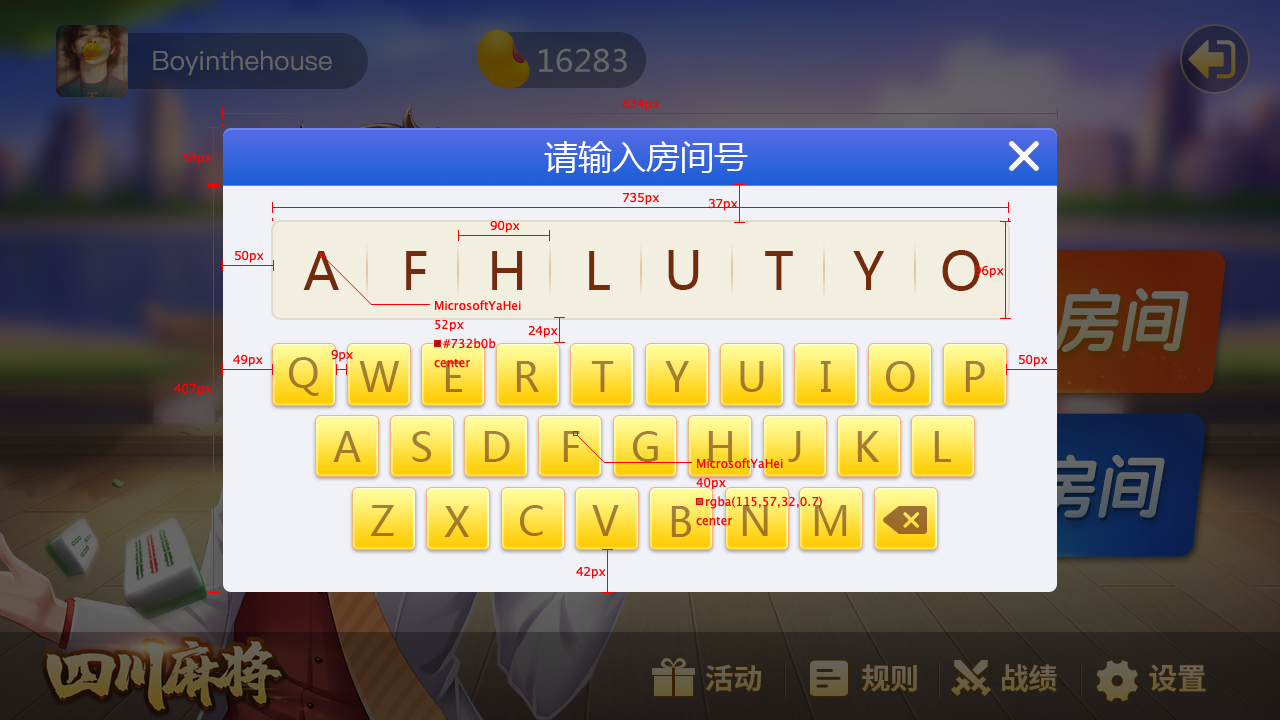 Boyinthehouse
16283
834px
58px
请输入房间号
735px
37px
90px
50px
A F H L U T Y O
96px
MicrosoftYaHei
52px
#732b0b
center
24px
49px
9px
50px
407px
Q W E R T Y U I O P
A S D F G H J K L
MicrosoftYaHei
40px
rgba(115,57,32,0.7)
center
Z X C V B N M
42px
房间
房间
四川麻将
活动
规则
战绩
设置